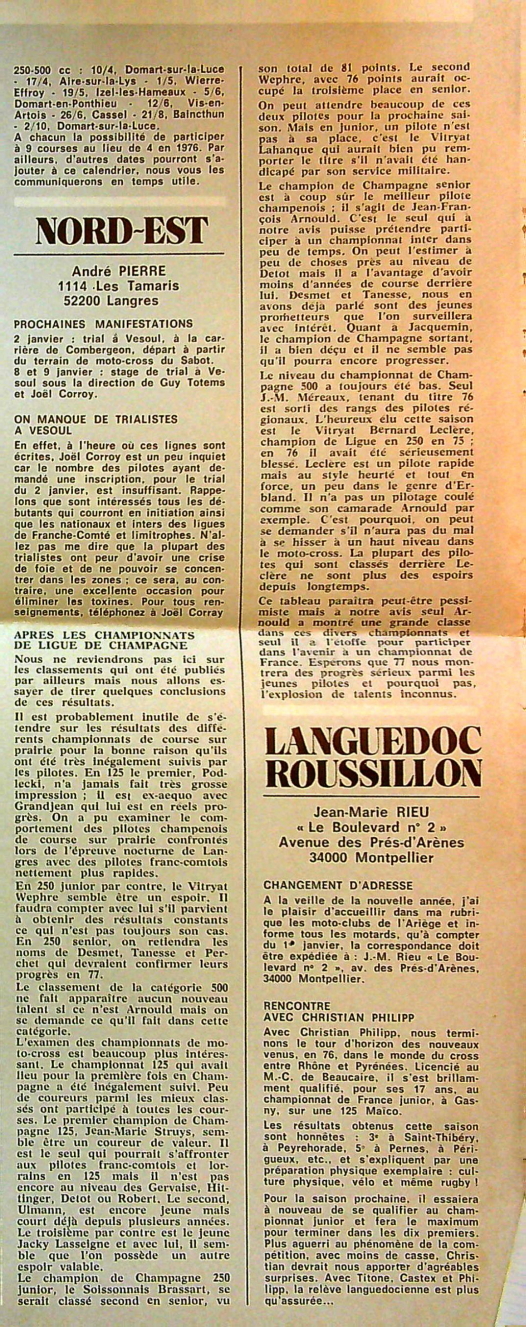 250-500 cc : 10/4, Domart-sur-la-Luce
- 17/4, Aire-sur-la-Lys - 1/5, Wierre-
Effroy - 19/5, Izel-les-Hameaux - 5/6,
Domart-en-Ponthieu - 12/6, Vis-en-
Artois - 26/6, Cassel - 21/8, Baincthun
- 2/10, Domart-sur-la-Luce.
A chacun la possibilité de participer
à 9 courses au lieu de 4 en 1976. Par
ailleurs, d'autres dates pourront s'a-
jouter à ce calendrier, nous vous les
communiquerons en temps utile.
NORD-EST
André PIERRE
1114 Les Tamaris
52200 Langres
PROCHAINES MANIFESTATIONS
2 janvier : trial à Vesoul, à la car-
rière de Combergeon, départ à partir
du terrain de moto-cross du Sabot.
8 et 9 janvier : stage de trial à Ve-
soul sous la direction de Guy Totems
et Joël Corroy.
ON MANQUE DE TRIALISTES
A VESOUL
En effet, à l'heure où ces lignes sont
écrites, Joël Corroy est un peu inquiet
car le nombre des pilotes ayant de-
mandé une inscription, pour le trial
du 2 janvier, est insuffisant. Rappe-
lons que sont intéressés tous les dé-
butants qui courront en initiation ainsi
que les nationaux et inters des ligues
de Franche-Comté et limitrophes. N'al-
lez pas me dire que la plupart des
trialistes ont peur d'avoir une crise
de foie et de ne pouvoir se concen-
trer dans les zones ; ce sera, au con-
traire, une excellente occasion pour
éliminer les toxines. Pour tous ren-
seignements, téléphonez à Joël Corroy
APRES LES CHAMPIONNATS
DE LIGUE DE CHAMPAGNE
Nous ne reviendrons pas ici sur
les classements qui ont été publiés
par ailleurs mais nous allons es-
sayer de tirer quelques conclusions
de ces résultats.
Il est probablement inutile de s'é-
tendre sur les résultats des diffé-
rents championnats de course sur
prairie pour la bonne raison qu'ils
ont été très inégalement suivis par
les pilotes. En 125 le premier, Pod-
lecki, n'a jamais fait très grosse
impression ; il est ex-aequo avec
Grandjean qui lui est en réels pro-
grès. On a pu examiner le com-
portement des pilotes champenois
de course sur prairie confrontés
lors de l'épreuve nocturne de Lan-
gres avec des pilotes franc-comtois
nettement plus rapides.
En 250 junior par contre, le Vitryat
Wephre semble être un espoir. Il
faudra compter avec lui s'il parvient
à obtenir des résultats constants
ce qui n'est pas toujours son cas.
En 250 senior, on retiendra les
noms de Desmet, Tanesse et Per-
chet qui devraient confirmer leurs
progrès en 77.
Le classement de la catégorie 500
ne fait apparaître aucun nouveau
talent si ce n'est Arnould mais on
se demande ce qu'il fait dans cette
catégorie.
L'examen des championnats de mo-
to-cross est beaucoup plus intéres-
sant. Le championnat 125 qui avait
lieu pour la première fois en Cham-
pagne a été inégalement suivi. Peu
de coureurs parmi les mieux clas-
sés ont participé à toutes les cour-
ses. Le premier champion de Cham-
pagne 125, Jean-Marie Struys, sem-
ble être un coureur de valeur. Il
est le seul qui pourrait s'affronter
aux pilotes franc-comtois et lor-
rains en 125 mais il n'est pas
encore au niveau des Gervaise, Hit-
tinger, Detot ou Robert. Le second,
Ulmann, est encore jeune mais
court déjà depuis plusieurs années.
Le troisième par contre est le jeune
Jacky Lasseigne et avec lui, il sem-
ble que l'on possède un autre
espoir valable.
Le champion de Champagne 250
junior, le Soissonnais Brassart, se
serait classé second en senior, vu
son total de 81 points. Le second
Wephre, avec 76 points aurait oc-
cupé la troisième place en senior.
On peut attendre beaucoup de ces
deux pilotes pour la prochaine sai-
son. Mais en junior, un pilote n'est
pas à sa place, c'est le Vitryat
Lahanque qui aurait bien pu rem-
porter le titre s'il n'avait été han-
dicapé par son service militaire.
Le champion de Champagne senior
est à coup sûr le meilleur pilote
champenois ; il s'agit de Jean-Fran-
çois Arnould. C'est le seul qui à
notre avis puisse prétendre parti-
ciper à un championnat inter dans
peu de temps. On peut l'estimer à
peu de choses près au niveau de
Detot mais il a l'avantage d'avoir
moins d'années de course derrière
lui. Desmet et Tanesse, nous en
avons déjà parlé sont des jeunes
prometteurs que l'on surveillera
avec intérêt. Quant à Jacquemin,
le champion de Champagne sortant,
il a bien déçu et il ne semble pas
qu'il pourra encore progresser.
Le niveau du championnat de Cham-
pagne 500 a toujours été bas. Seul
J.-M. Méreaux, tenant du titre 76
est sorti des rangs des pilotes ré-
gionaux. L'heureux élu cette saison
est le Vitryat Bernard Leclère,
champion de Ligue en 250 en 75 ;
en 76 il avait été sérieusement
blessé. Leclère est un pilote rapide
mais au style heurté et tout en
force, un peu dans le genre d'Er-
bland. Il n'a pas un pilotage coulé
comme son camarade Arnould par
exemple. C'est pourquoi, on peut
se demander s'il n'aura pas du mal
à se hisser à un haut niveau dans
le moto-cross. La plupart des pilo-
tes qui sont classés derrière Le-
clère ne sont plus des espoirs
depuis longtemps.
Ce tableau paraîtra peut-être pessi-
miste mais à notre avis seul Ar-
nould a montré une grande classe
dans ces divers championnats et
seul il a l'étoffe pour participer
dans l'avenir à un championnat de
France. Espérons que 77 nous mon-
trera des progrès sérieux parmi les
jeunes pilotes et pourquoi pas,
l'explosion de talents inconnus.
LANGUEDOC
ROUSSILLON
Jean-Marie RIEU
« Le Boulevard n° 2 »
Avenue des Prés-d'Arènes
34000 Montpellier
CHANGEMENT D'ADRESSE
A la veille de la nouvelle année, j'ai
le plaisir d'accueillir dans ma rubri-
que les moto-clubs de l'Ariège et in-
forme tous les motards, qu'à compter
du 1er janvier, la correspondance doit
être expédiée à : J.-M. Rieu « Le Bou-
levard n° 2 », av. des Prés-d'Arènes,
34000 Montpellier.
RENCONTRE
AVEC CHRISTIAN PHILIPP
Avec Christian Philipp, nous termi-
nons le tour d'horizon des nouveaux
venus, en 76, dans le monde du cross
entre Rhône et Pyrénées. Licencié au
M.-C. de Beaucaire, il s'est brillam-
ment qualifié, pour ses 17 ans, au
championnat de France junior, à Gas-
ny, sur une 125 Maïco.
Les résultats obtenus cette saison
sont honnêtes : 3e à Saint-Thibéry,
à Peyrehorade, 5e à Pernes, à Péri-
gueux, etc., et s'expliquent par une
préparation physique exemplaire : cul-
ture physique, vélo et même rugby !
Pour la saison prochaine, il essaiera
à nouveau de se qualifier au cham-
pionnat junior et fera le maximum
pour terminer dans les dix premiers.
Plus aguerri au phénomène de la com-
pétition, avec moins de casse, Chris-
tian devrait nous apporter d'agréables
surprises. Avec Titone, Castex et Phi-
lipp, la relève languedocienne est plus
qu'assurée...